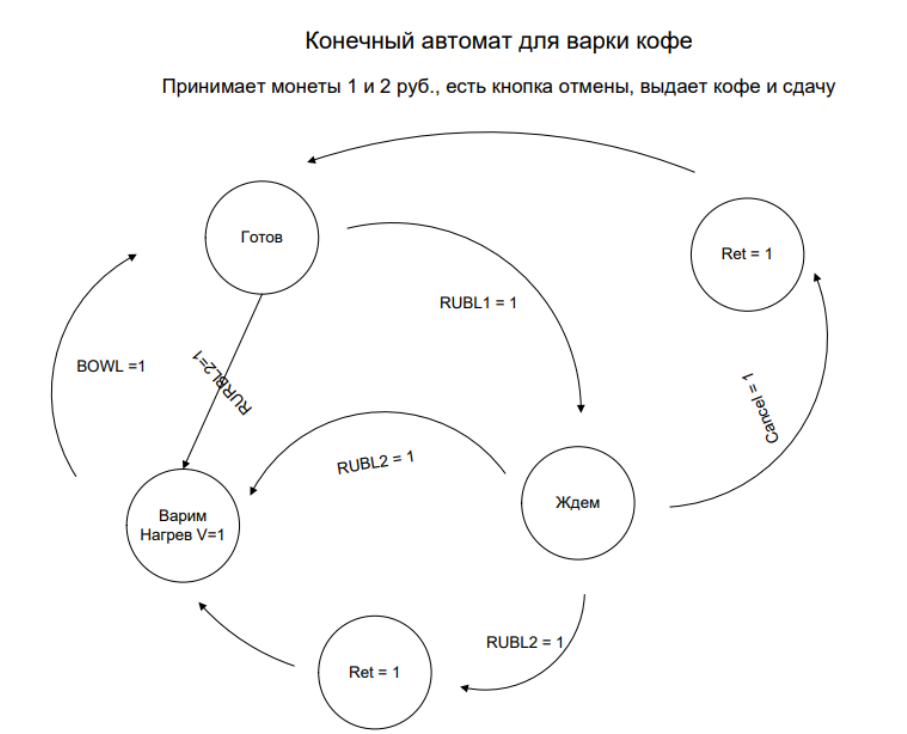 Конечный автомат для варки кофе
Принимает монеты 1 и 2 руб., есть кнопка отмены, выдает кофе и сдачу
Готов
Ret = 1
RUBL1 = 1
BOWL =1
RURBL2=1
Cancel = 1
RUBL2 = 1
Ждем
Варим
Нагрев V=1
RUBL2 = 1
Ret = 1